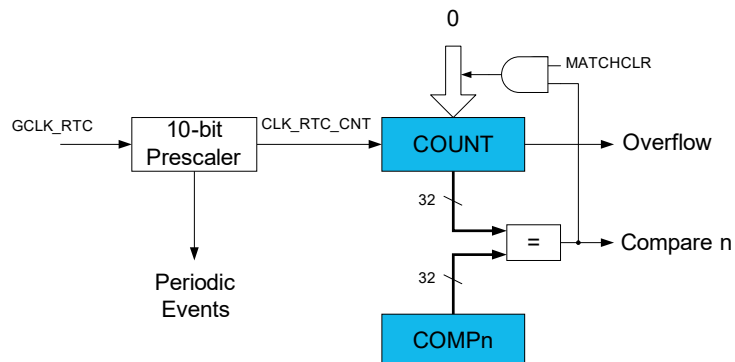 0
MATCHCLR
GCLK_RTC
10-bit
Prescaler
CLK_RTC_CNT
COUNT
Overflow
32
=
Compare n
Periodic
Events
32
COMPn